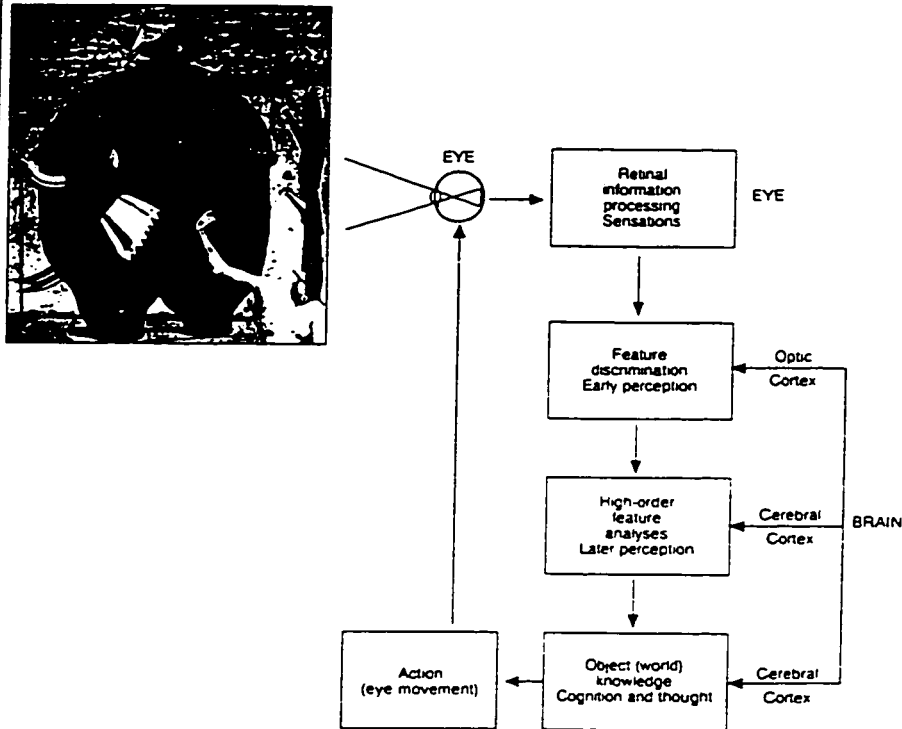 EYE
Retinal
information
processing
Sensations
EYE
Feature
discrimination
Early perception
Optic
Cortex
High-order
feature
analyses
Later perception
Cerebral
Cortex
BRAIN
Action
(eye movement)
Object (world)
knowledge
Cognition and thought
Cerebral
Cortex